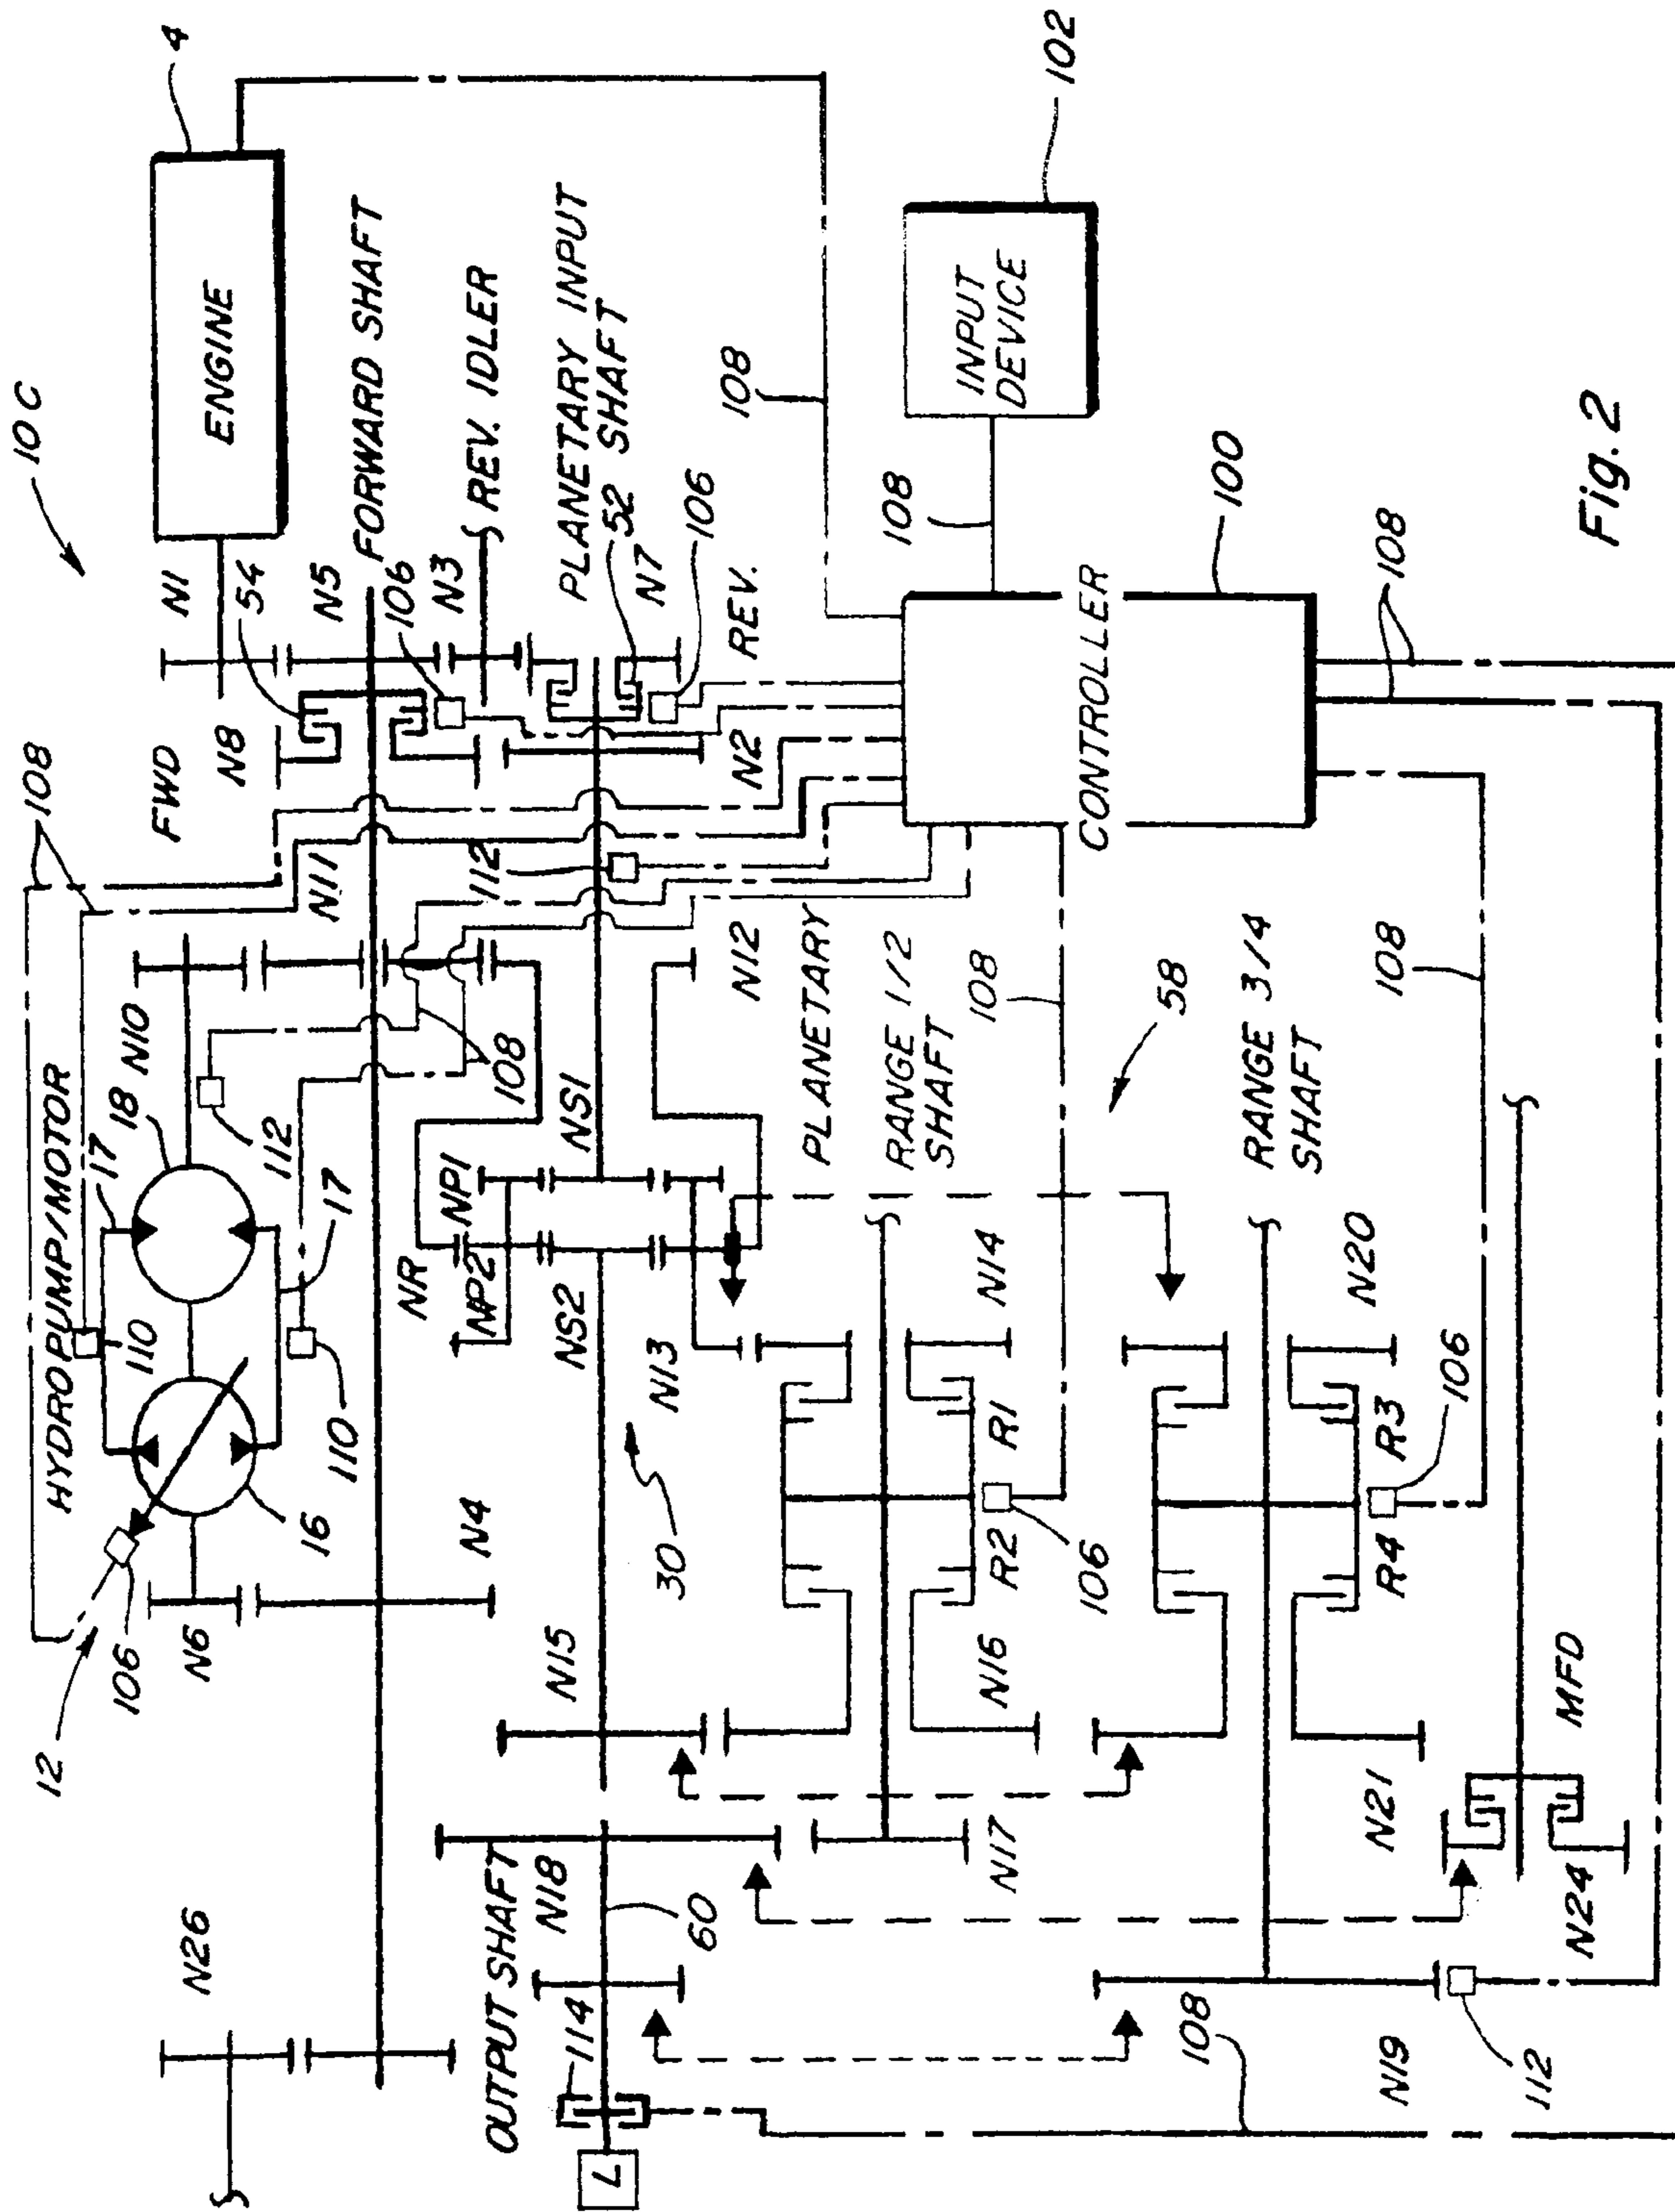 10C
4
ENGINE
N1
54
N5
FORWARD SHAFT
106
N3
REV. IDLER
PLANETARY INPUT
52 SHAFT
N7
106
REV.
108
INPUT
DEVICE
102
108
FWD
N8
N2
108
N11
112
CONTROLLER
100
108
Fig. 2
HYDROPUMP/MOTOR
17
18
N10
112
17
108
NS1
N12
PLANETARY
108
110
110
NR
NP1
NP2
NS2
RANGE 1/2
SHAFT
58
RANGE 3/4
SHAFT
108
16
N13
N14
N20
12
106
N6
N4
30
R1
R2
106
R3
R4
106
N15
N16
N21
MFD
N26
OUTPUT SHAFT
N18
60
N17
N24
114
L
108
N19
112